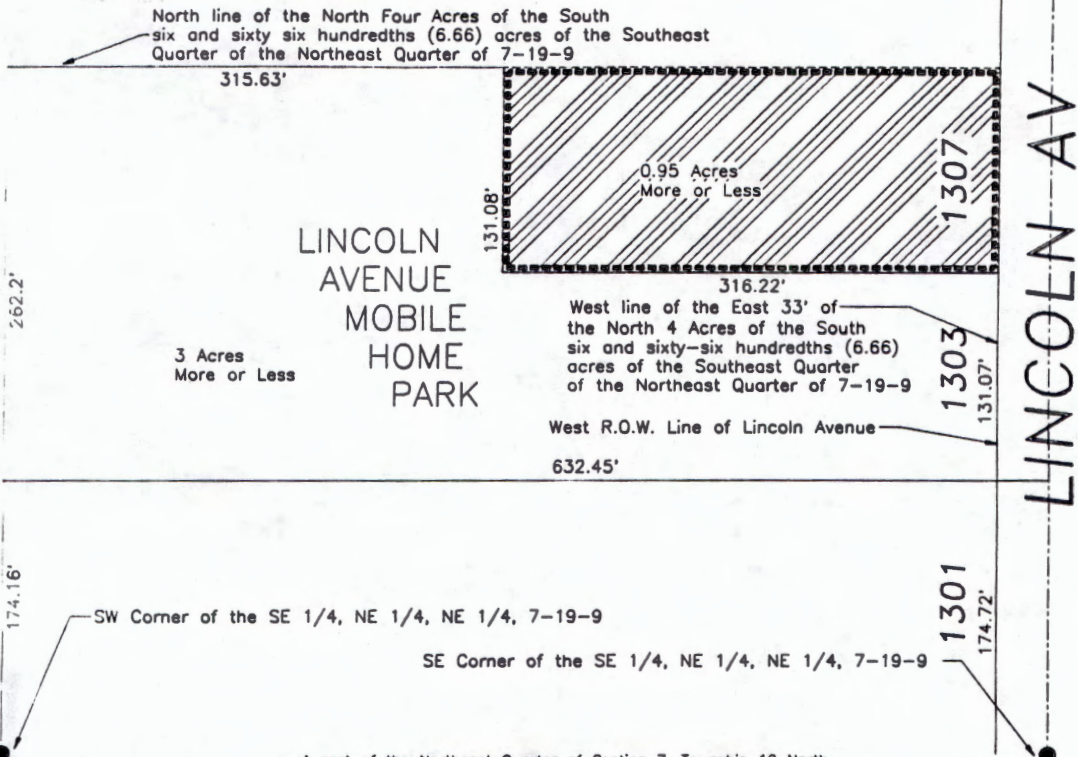 North line of the North Four Acres of the South
six and sixty six hundredths (6.66) acres of the Southeast
Quarter of the Northeast Quarter of 7-19-9
315.63'
0.95 Acres
More or Less
1307
131.08'
LINCOLN AV
LINCOLN
AVENUE
MOBILE
HOME
PARK
262.2'
3 Acres
More or Less
316.22'
West line of the East 33' of
the North 4 Acres of the South
six and sixty-six hundredths (6.66)
acres of the Southeast Quarter
of the Northeast Quarter of 7-19-9
1303
131.07'
West R.O.W. Line of Lincoln Avenue
632.45'
174.16'
1301
174.72'
SW Corner of the SE 1/4, NE 1/4, NE 1/4, 7-19-9
SE Corner of the SE 1/4, NE 1/4, NE 1/4, 7-19-9